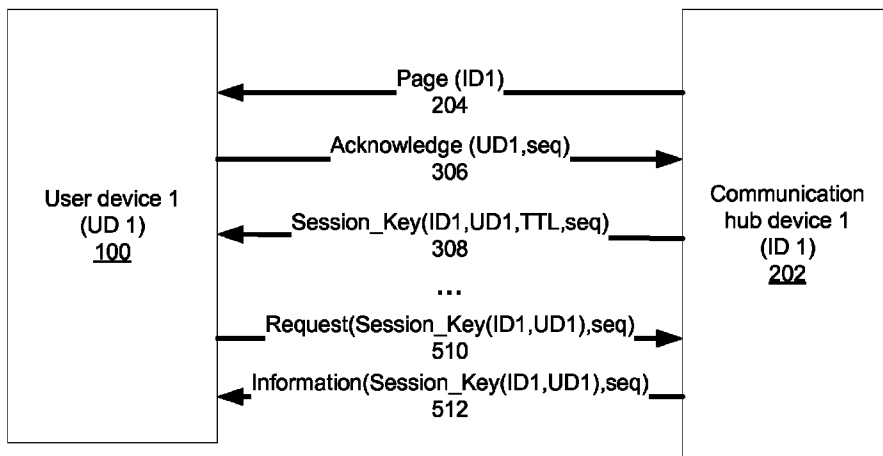 Page (ID1)
204
Acknowledge (UD1,seq)
306
User device 1
(UD 1)
100
Session_Key(ID1,UD1,TTL,seq)
308
Communication
hub device 1
(ID 1)
202
...
Request(Session_Key(ID1,UD1),seq)
510
Information(Session_Key(ID1,UD1),seq)
512